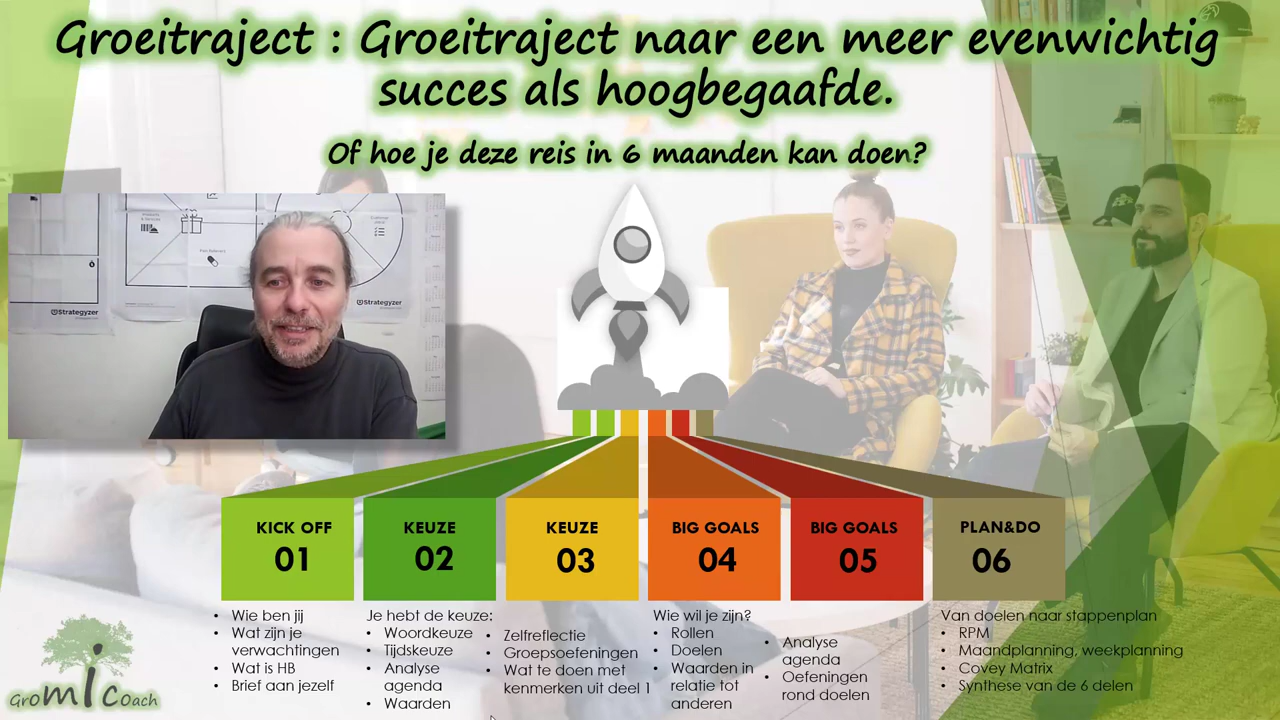 Groeitraject : Groeitraject naar een meer evenwichtig
succes als hoogbegaafde.
Of hoe je deze reis in 6 maanden kan doen?
Strategyzer
Strategyzer
KICK OFF
01
KEUZE
02
KEUZE
03
BIG GOALS
04
BIG GOALS
05
PLAN&DO
06
• Wie ben jij
• Wat zijn je
verwachtingen
• Wat is HB
• Brief aan jezelf
Je hebt de keuze:
• Woordkeuze
• Tijdskeuze
• Analyse
agenda
• Waarden
• Zelfreflectie
• Groepsoefeningen
• Wat te doen met
kenmerken uit deel 1
Wie wil je zijn?
• Rollen
• Doelen
• Waarden in
relatie tot
anderen
• Analyse
agenda
• Oefeningen
rond doelen
Van doelen naar stappenplan
• RPM
• Maandplanning, weekplanning
• Covey Matrix
• Synthese van de 6 delen
GromiCoach